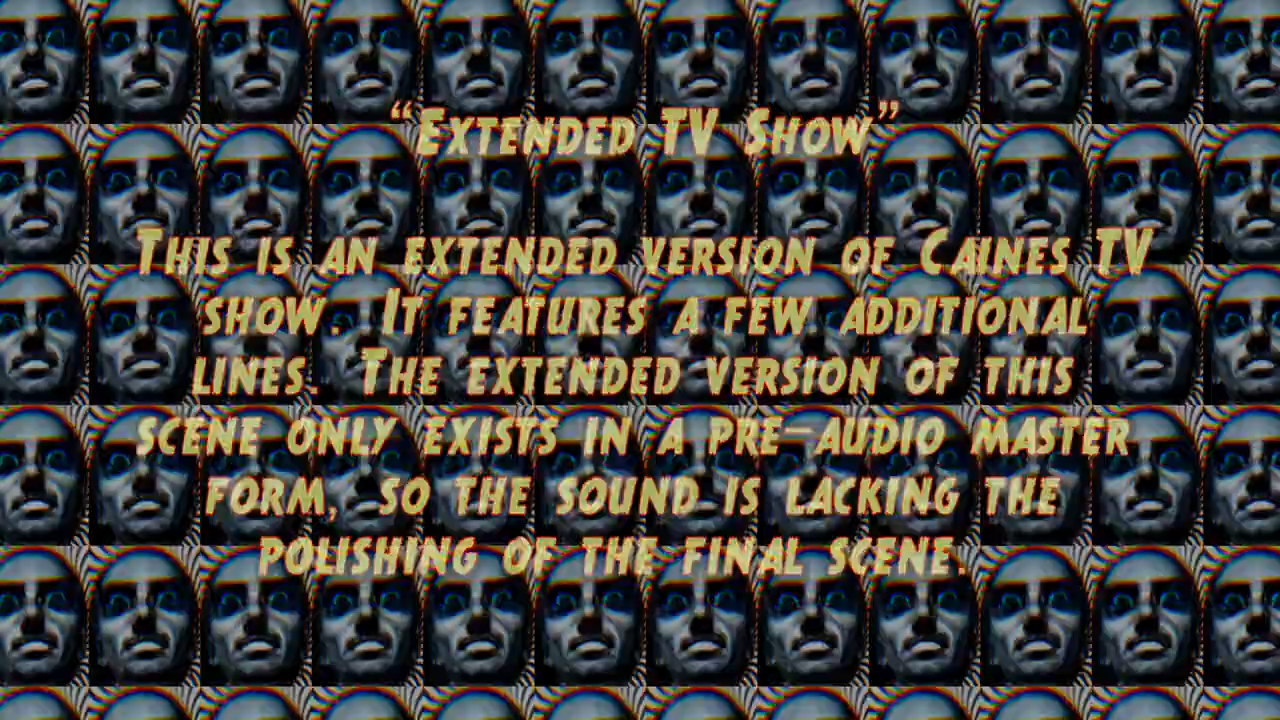 “Extended TV Show”
This is an extended version of Caines TV
show. It features a few additional
lines. The extended version of this
scene only exists in a pre-audio master
form, so the sound is lacking the
polishing of the final scene.